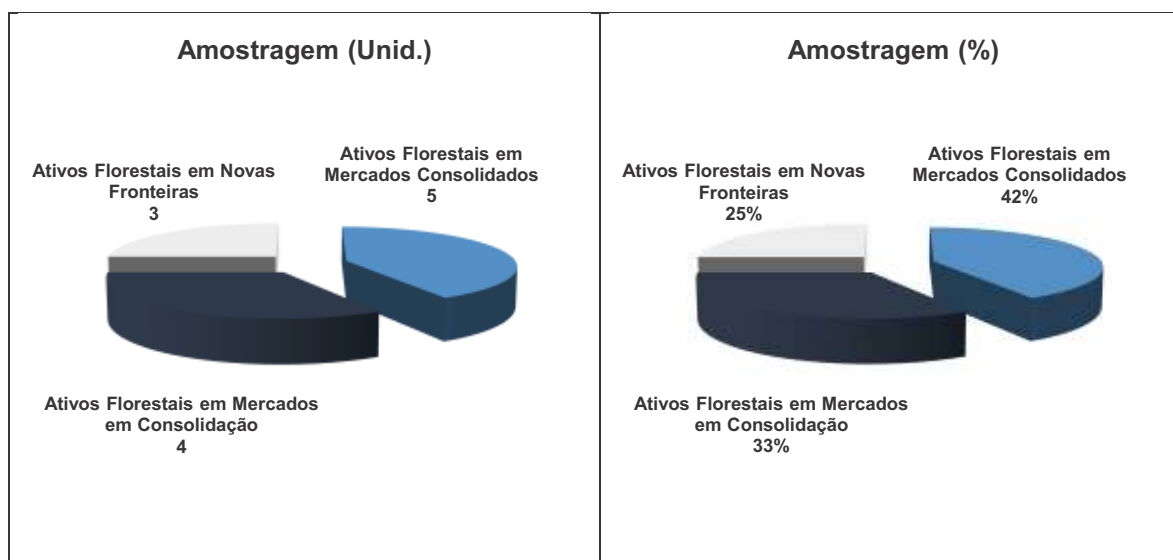 Amostragem (Unid.)
Ativos Florestais em Novas
Fronteiras
3
Ativos Florestais em
Mercados Consolidados
5
Ativos Florestais em Mercados
em Consolidação
4
Amostragem (%)
Ativos Florestais em Novas
Fronteiras
25%
Ativos Florestais em
Mercados Consolidados
42%
Ativos Florestais em Mercados
em Consolidação
33%